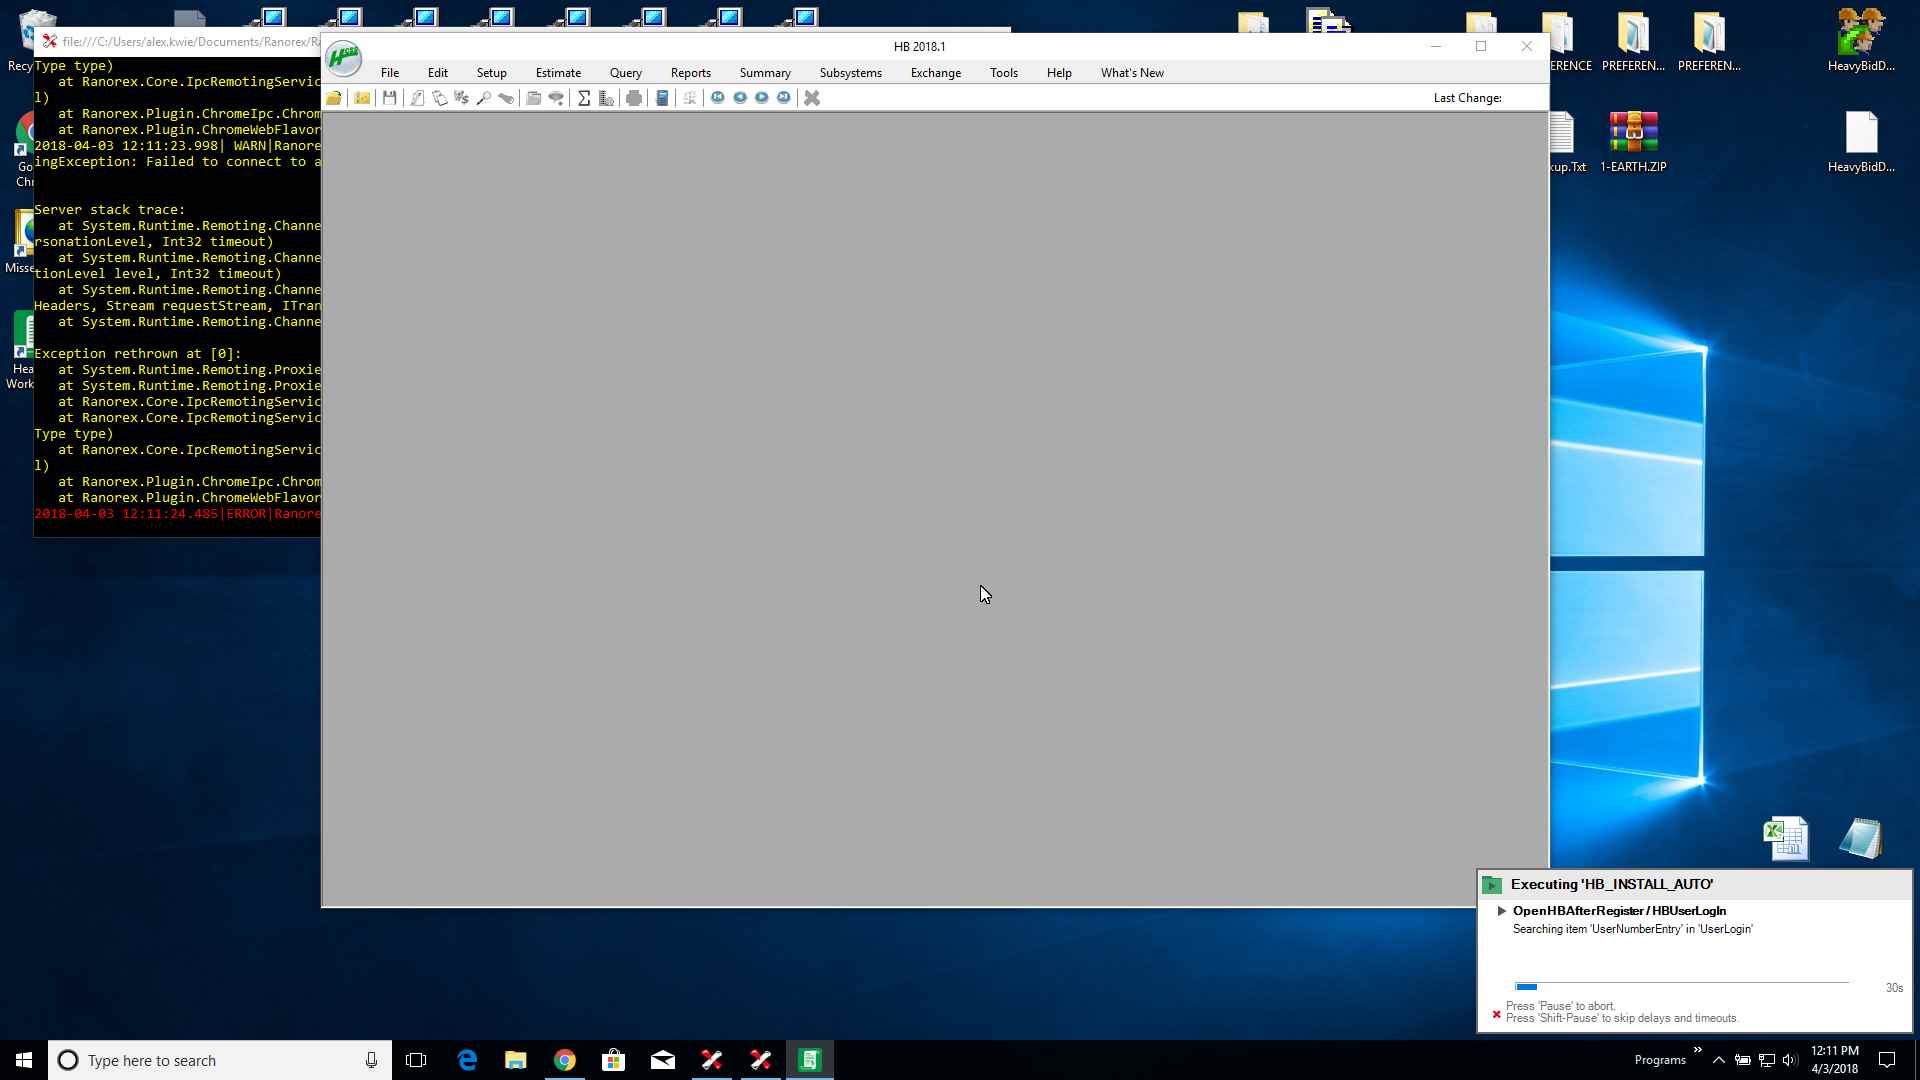 Recy
file:///C:/Users/alex.kwie/Documents/Ranorex/Ra
HB 2018.1
File Edit Setup Estimate Query Reports Summary Subsystems Exchange Tools Help What's New
Last Change:
Type type)
at Ranorex.Core.IpcRemotingServic
l)
at Ranorex.Plugin.ChromeIpc.Chrom
at Ranorex.Plugin.ChromeWebFlavor
2018-04-03 12:11:23.998| WARN|Ranore
ingException: Failed to connect to a
Server stack trace:
at System.Runtime.Remoting.Channe
rsonationLevel, Int32 timeout)
at System.Runtime.Remoting.Channe
tionLevel level, Int32 timeout)
at System.Runtime.Remoting.Channe
Headers, Stream requestStream, ITran
at System.Runtime.Remoting.Channe
Exception rethrown at [0]:
at System.Runtime.Remoting.Proxie
at System.Runtime.Remoting.Proxie
at Ranorex.Core.IpcRemotingServic
at Ranorex.Core.IpcRemotingServic
Type type)
at Ranorex.Core.IpcRemotingServic
l)
at Ranorex.Plugin.ChromeIpc.Chrom
at Ranorex.Plugin.ChromeWebFlavor
2018-04-03 12:11:24.485|ERROR|Ranore
Go
Chr
Misse
Hea
Work
ERENCE PREFEREN... PREFEREN... HeavyBidD...
kup.Txt 1-EARTH.ZIP HeavyBidD...
Executing 'HB_INSTALL_AUTO'
OpenHBAfterRegister / HBUserLogIn
Searching item 'UserNumberEntry' in 'UserLogin'
30s
Press 'Pause' to abort.
Press 'Shift-Pause' to skip delays and timeouts.
Type here to search
Programs
12:11 PM
4/3/2018